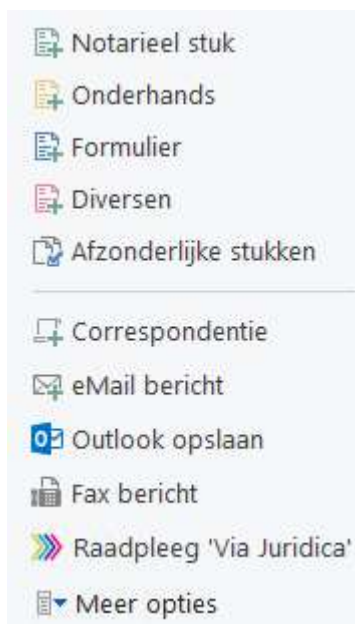 Notarieel stuk
Onderhands
Formulier
Diversen
Afzonderlijke stukken
Correspondentie
eMail bericht
Outlook opslaan
Fax bericht
Raadpleeg 'Via Juridica'
Meer opties